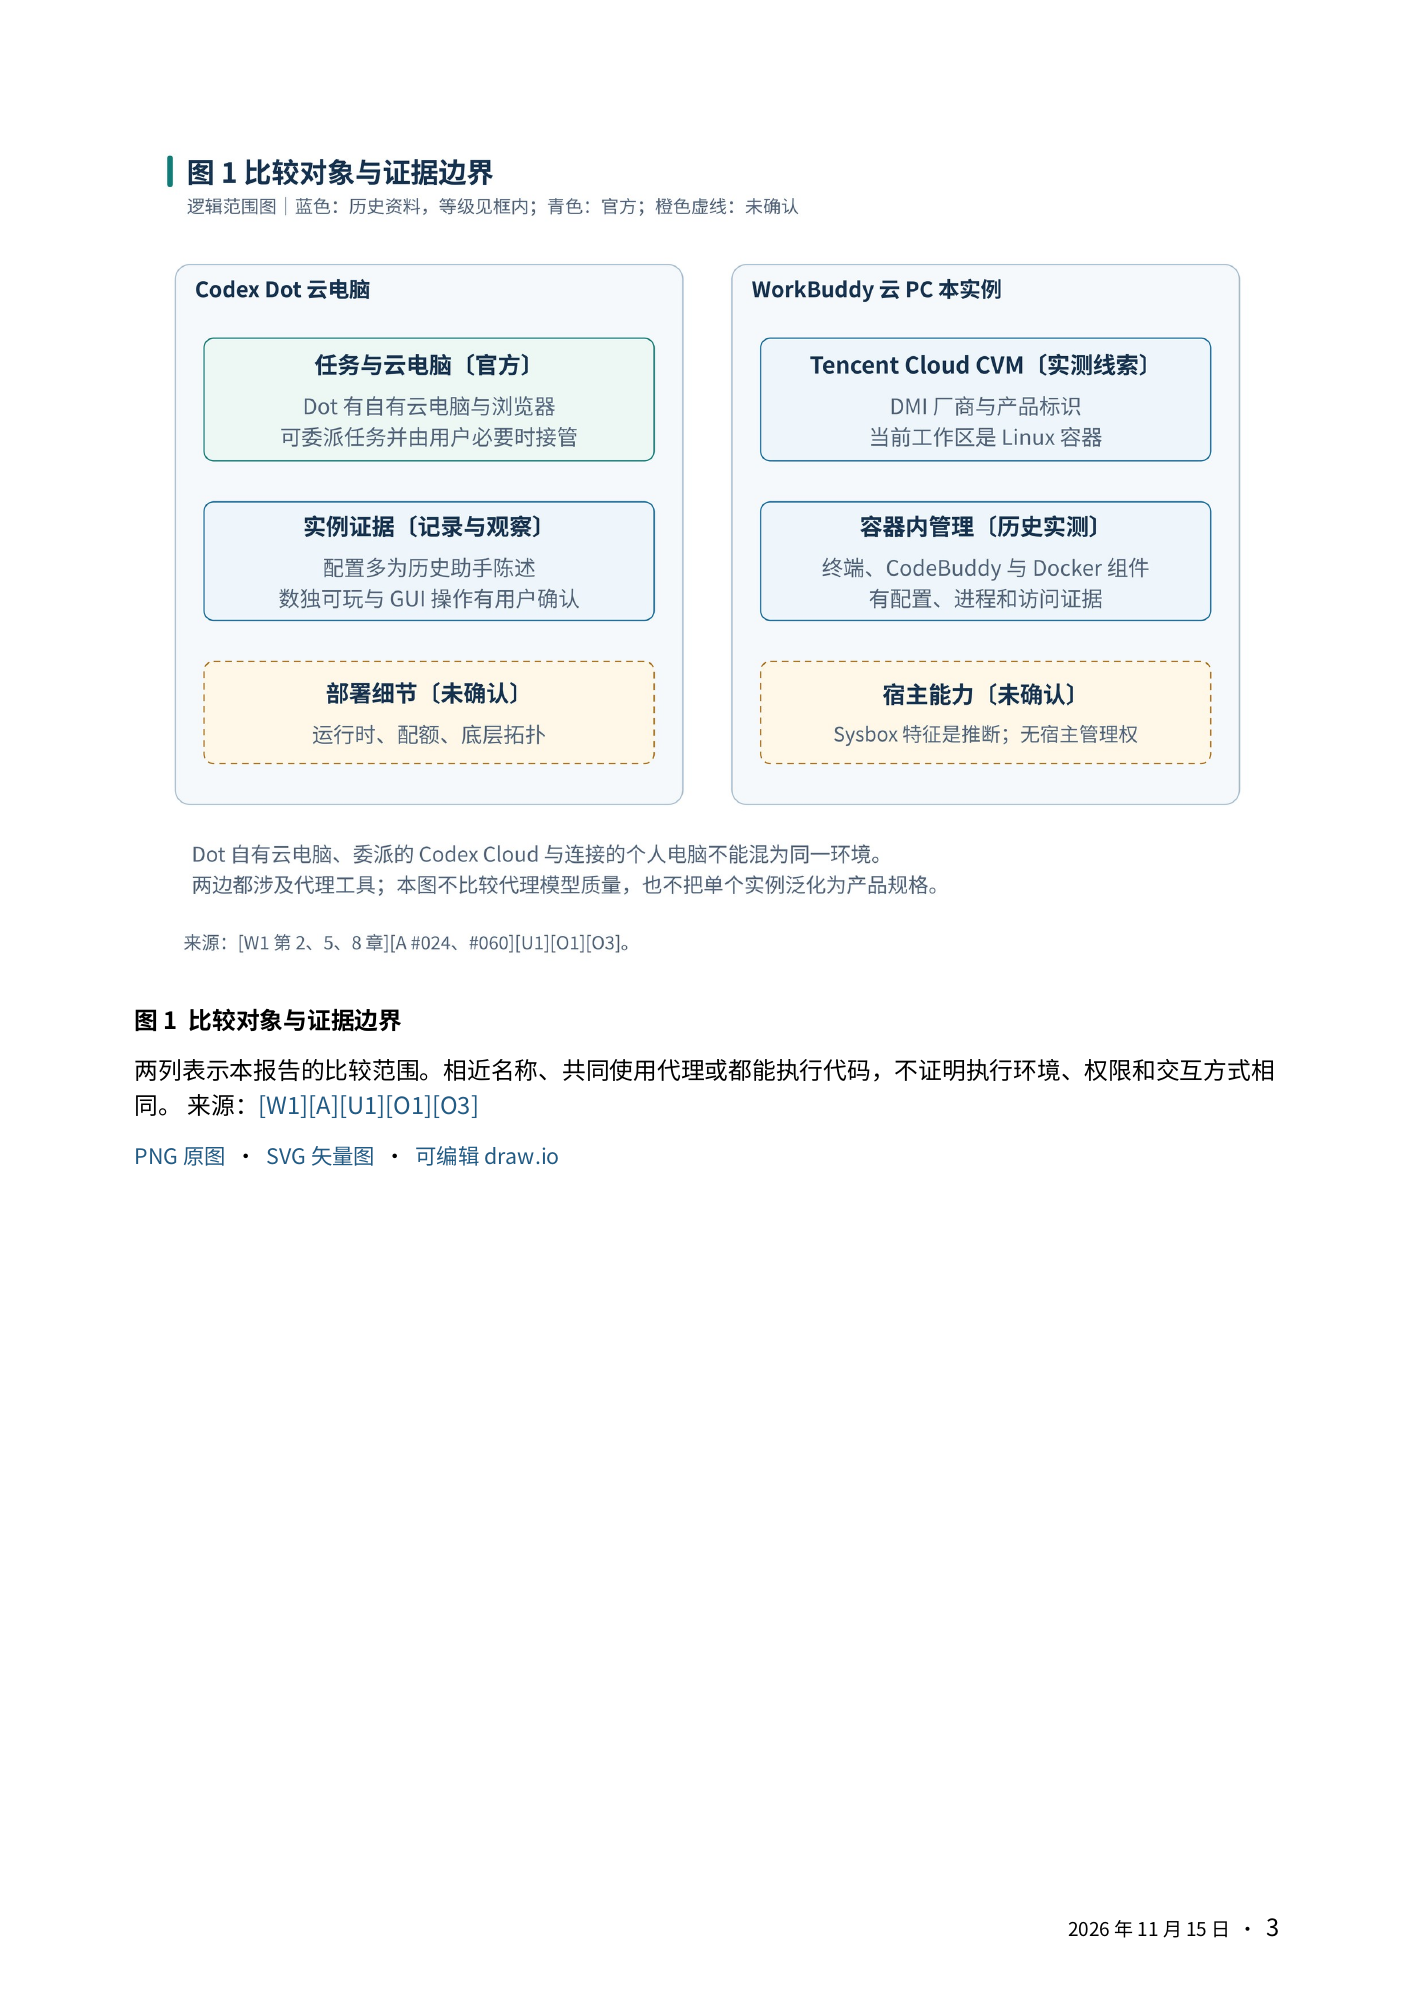 图 1 比较对象与证据边界
逻辑范围图｜蓝色：历史资料，等级见框内；青色：官方；橙色虚线：未确认
Codex Dot 云电脑
任务与云电脑〔官方〕
Dot 有自有云电脑与浏览器
可委派任务并由用户必要时接管
实例证据〔记录与观察〕
配置多为历史助手陈述
数独可玩与 GUI 操作有用户确认
部署细节〔未确认〕
运行时、配额、底层拓扑
WorkBuddy 云 PC 本实例
Tencent Cloud CVM〔实测线索〕
DMI 厂商与产品标识
当前工作区是 Linux 容器
容器内管理〔历史实测〕
终端、CodeBuddy 与 Docker 组件
有配置、进程和访问证据
宿主能力〔未确认〕
Sysbox 特征是推断；无宿主管理权
Dot 自有云电脑、委派的 Codex Cloud 与连接的个人电脑不能混为同一环境。
两边都涉及代理工具；本图不比较代理模型质量，也不把单个实例泛化为产品规格。
来源：[W1 第 2、5、8 章][A #024、#060][U1][O1][O3]。
图 1 比较对象与证据边界
两列表示本报告的比较范围。相近名称、共同使用代理或都能执行代码，不证明执行环境、权限和交互方式相
同。 来源：[W1][A][U1][O1][O3]
PNG 原图 · SVG 矢量图 · 可编辑 draw.io
2026 年 11 月 15 日 · 3